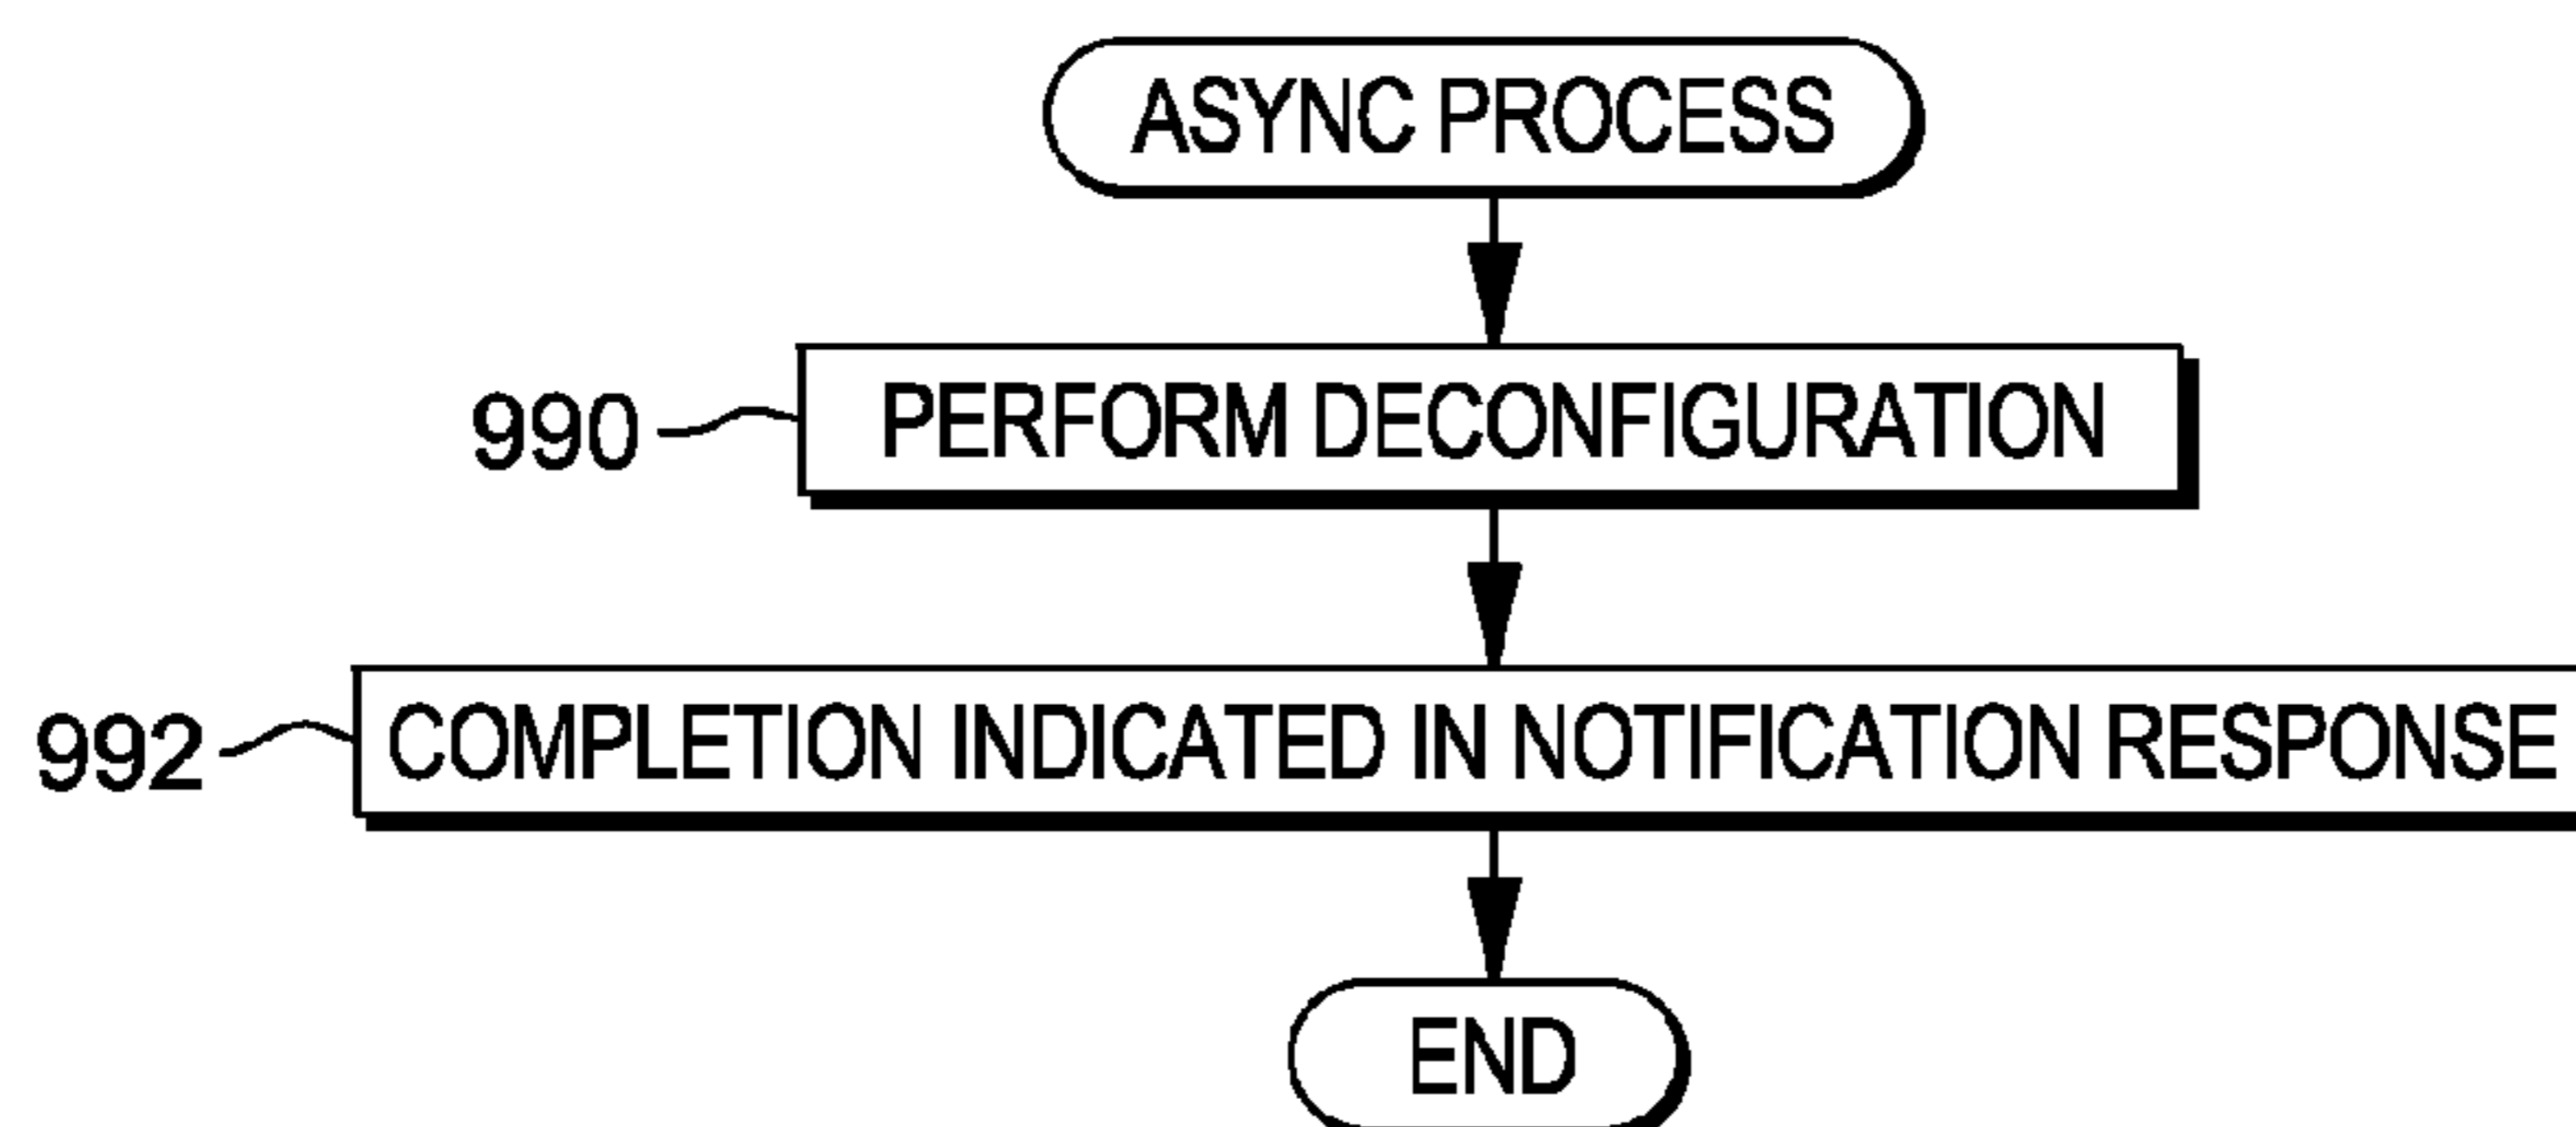 ASYNC PROCESS
990 PERFORM DECONFIGURATION
992 COMPLETION INDICATED IN NOTIFICATION RESPONSE
END